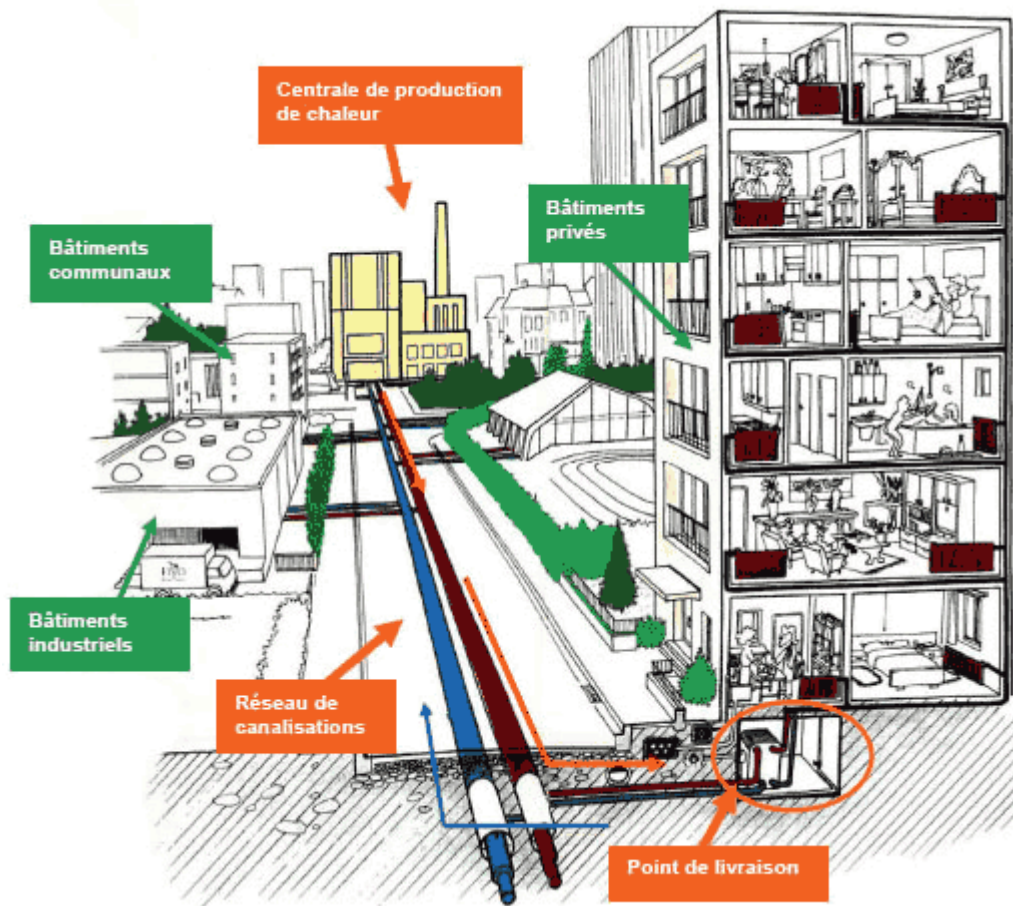 Centrale de production
de chaleur
Bâtiments
privés
Bâtiments
communaux
Bâtiments
industriels
Réseau de
canalisations
Point de livraison